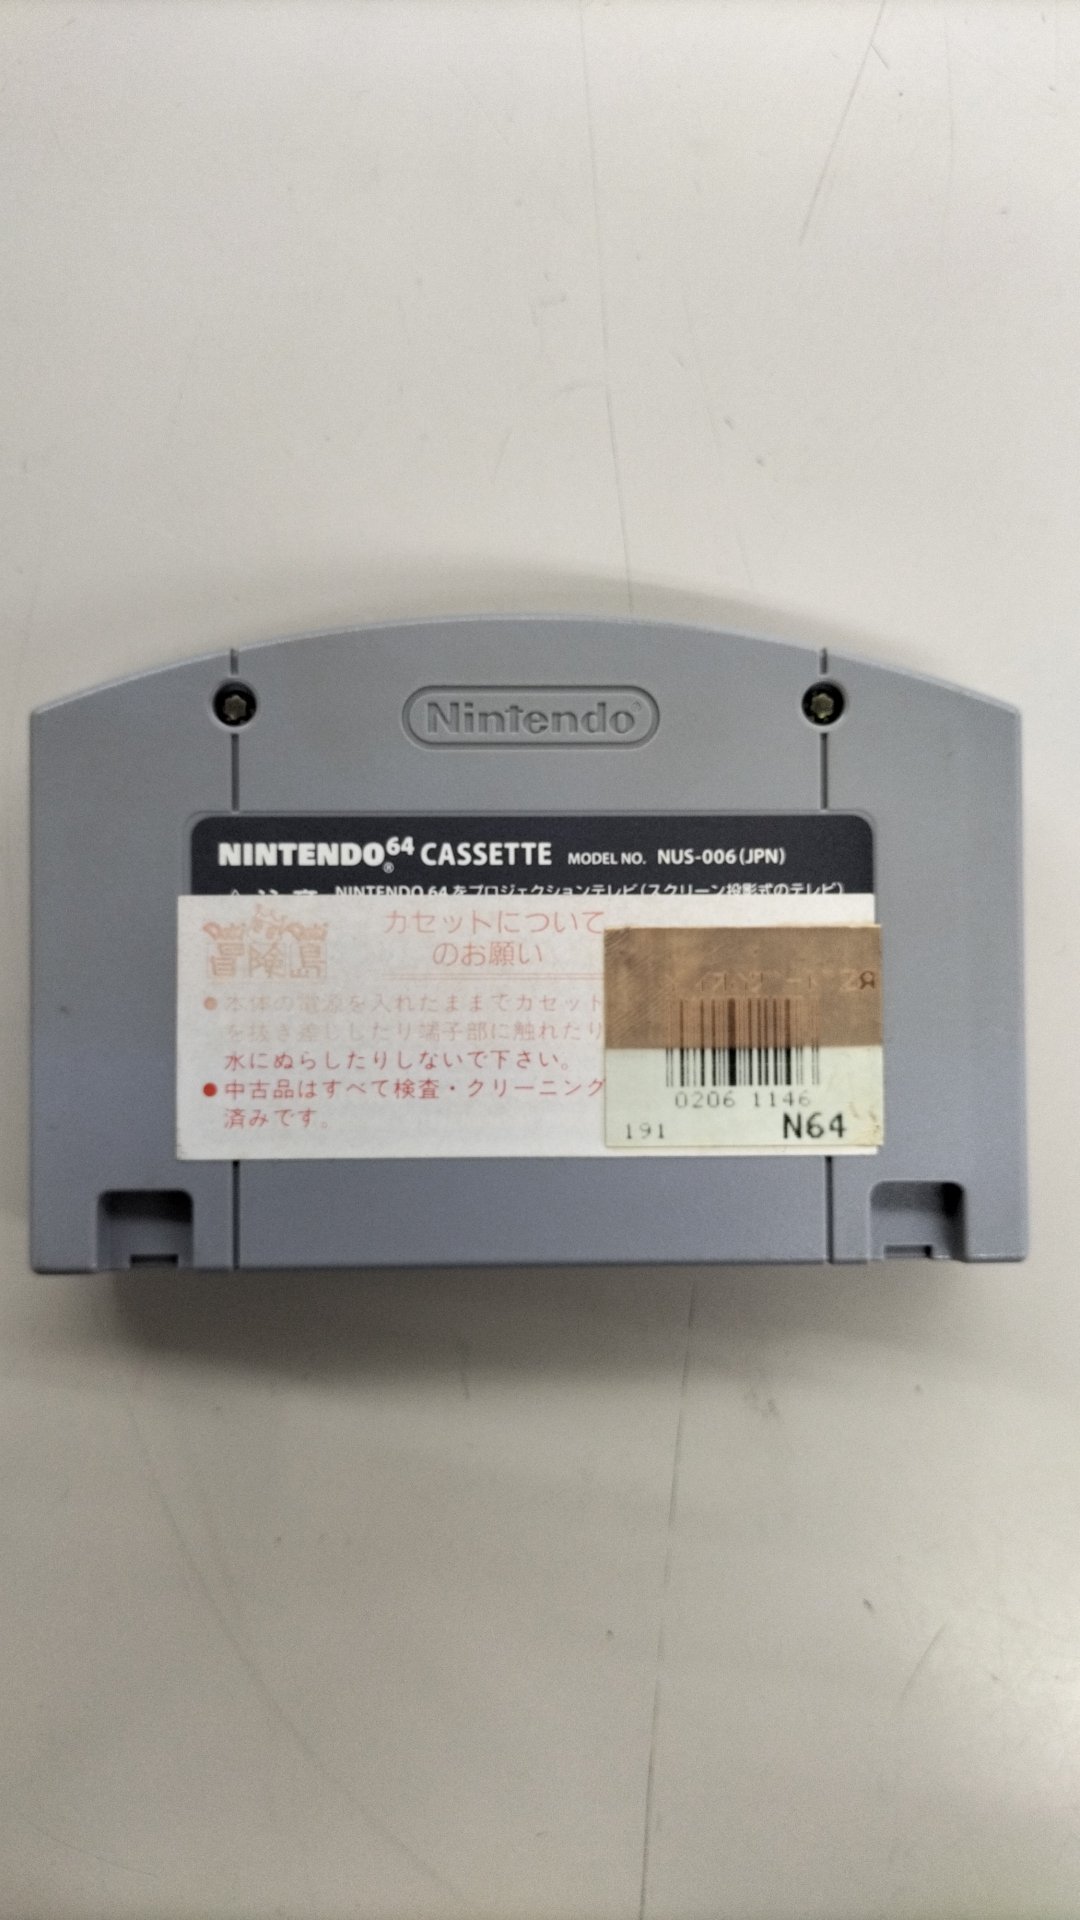 Nintendo®
NINTENDO®64 CASSETTE MODEL NO. NUS-006(JPN)
NINTENDO 64をプロジェクションテレビ(スクリーン投影式のテレビ)
冒険島
カセットについて
のお願い
●本体の電源を入れたままでカセット
を抜き差ししたり端子部に触れたり
水にぬらしたりしないで下さい。
●中古品はすべて検査・クリーニング
済みです。
0206 1146
191 N64